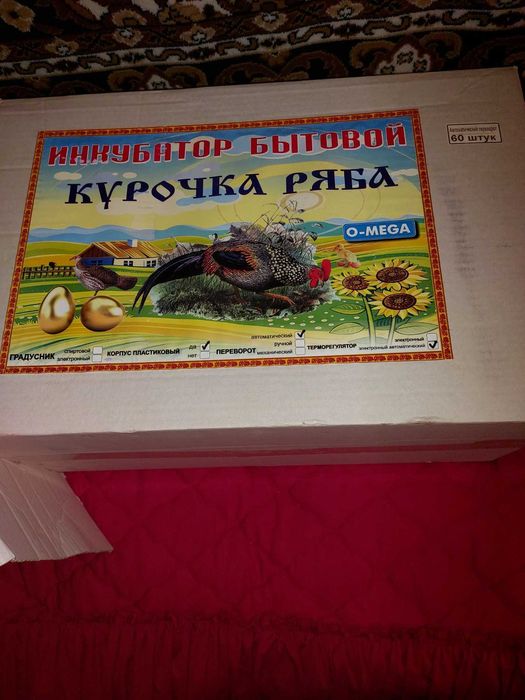 ИНКУБАТОР БЫТОВОЙ
КУРОЧКА РЯБА
O-MEGA
Автоматический переворот
60 штук
ГРАДУСНИК
спиртовой
электронный
КОРПУС ПЛАСТИКОВЫЙ
да
нет
ПЕРЕВОРОТ
автоматический
ручной
механический
ТЕРМОРЕГУЛЯТОР
электронный
электронный автоматический